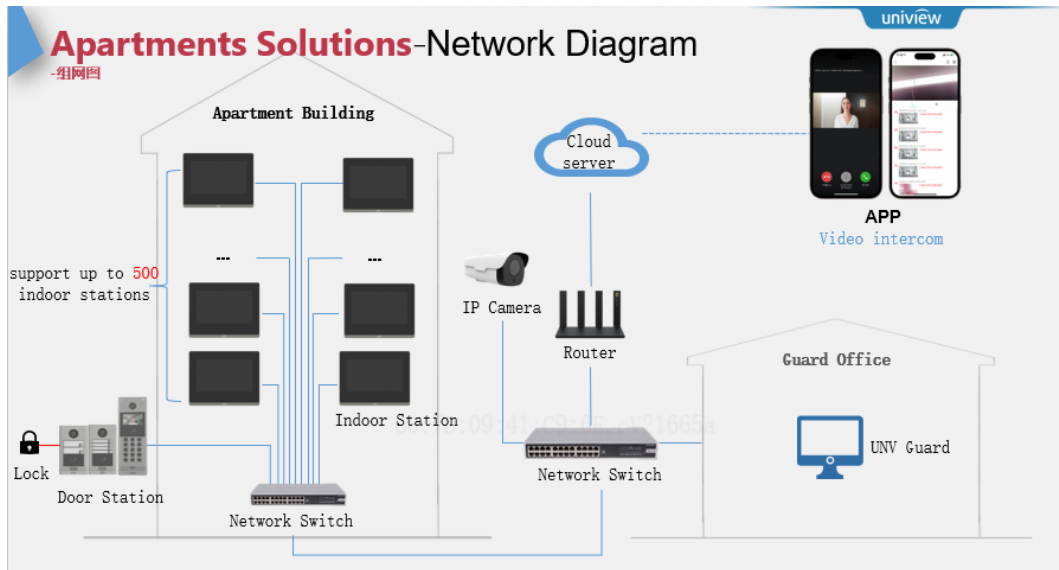 uniview
Apartments Solutions-Network Diagram
-组网图
Apartment Building
Cloud
server
APP
Video intercom
...
...
support up to 500
indoor stations
IP Camera
Router
Guard Office
Indoor Station
UNV Guard
Lock
Door Station
Network Switch
Network Switch